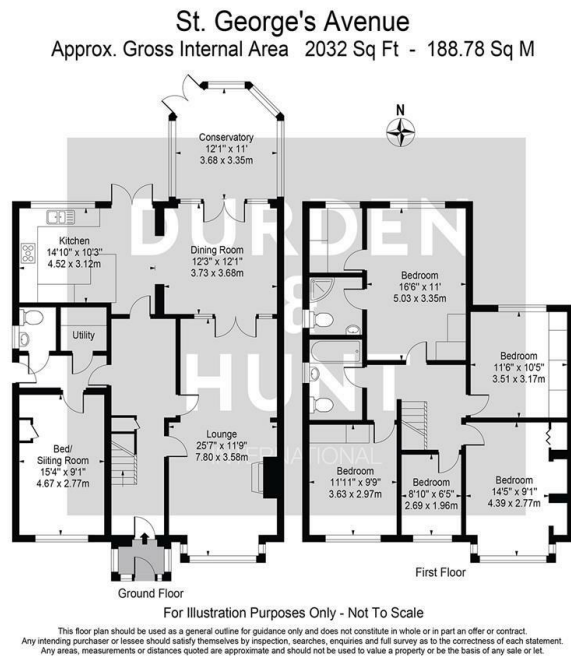 St. George's Avenue
Approx. Gross Internal Area 2032 Sq Ft - 188.78 Sq M
N
Conservatory
12'1" x 11'
3.68 x 3.35m
DURDEN
&
HUNT
INTERNATIONAL
Kitchen
14'10" x 10'3"
4.52 x 3.12m
Dining Room
12'3" x 12'1"
3.73 x 3.68m
Utility
Bed/
Siiting Room
15'4" x 9'1"
4.67 x 2.77m
Lounge
25'7" x 11'9"
7.80 x 3.58m
Ground Floor
Bedroom
16'6" x 11'
5.03 x 3.35m
Bedroom
11'6" x 10'5"
3.51 x 3.17m
Bedroom
11'11" x 9'9"
3.63 x 2.97m
Bedroom
8'10" x 6'5"
2.69 x 1.96m
Bedroom
14'5" x 9'1"
4.39 x 2.77m
First Floor
For Illustration Purposes Only - Not To Scale
This floor plan should be used as a general outline for guidance only and does not constitute in whole or in part an offer or contract.
Any intending purchaser or lessee should satisfy themselves by inspection, searches, enquiries and full survey as to the correctness of each statement.
Any areas, measurements or distances quoted are approximate and should not be used to value a property or be the basis of any sale or let.